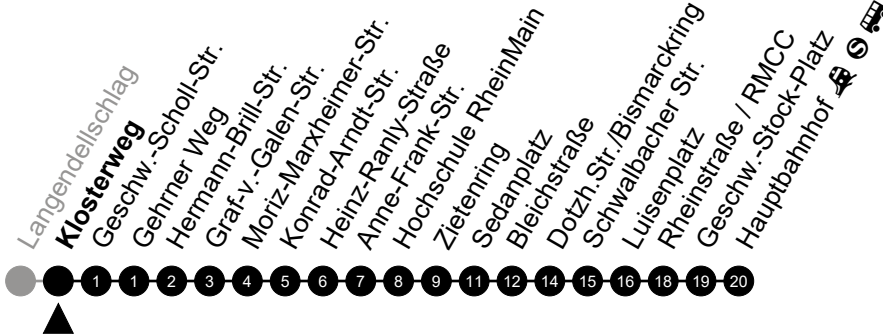 Langendellschlag
Klosterweg
Geschw.-Scholl-Str.
Gehrner Weg
Hermann-Brill-Str.
Graf-v.-Galen-Str.
Moriz-Marxheimer-Str.
Konrad-Arndt-Str.
Heinz-Ranly-Straße
Anne-Frank-Str.
Hochschule RheinMain
Zietenring
Sedanplatz
Bleichstraße
Dotzh.Str./Bismarckring
Schwalbacher Str.
Luisenplatz
Rheinstraße / RMCC
Geschw.-Stock-Platz
Hauptbahnhof S
1 1 2 3 4 5 6 7 8 9 11 12 14 15 16 18 19 20